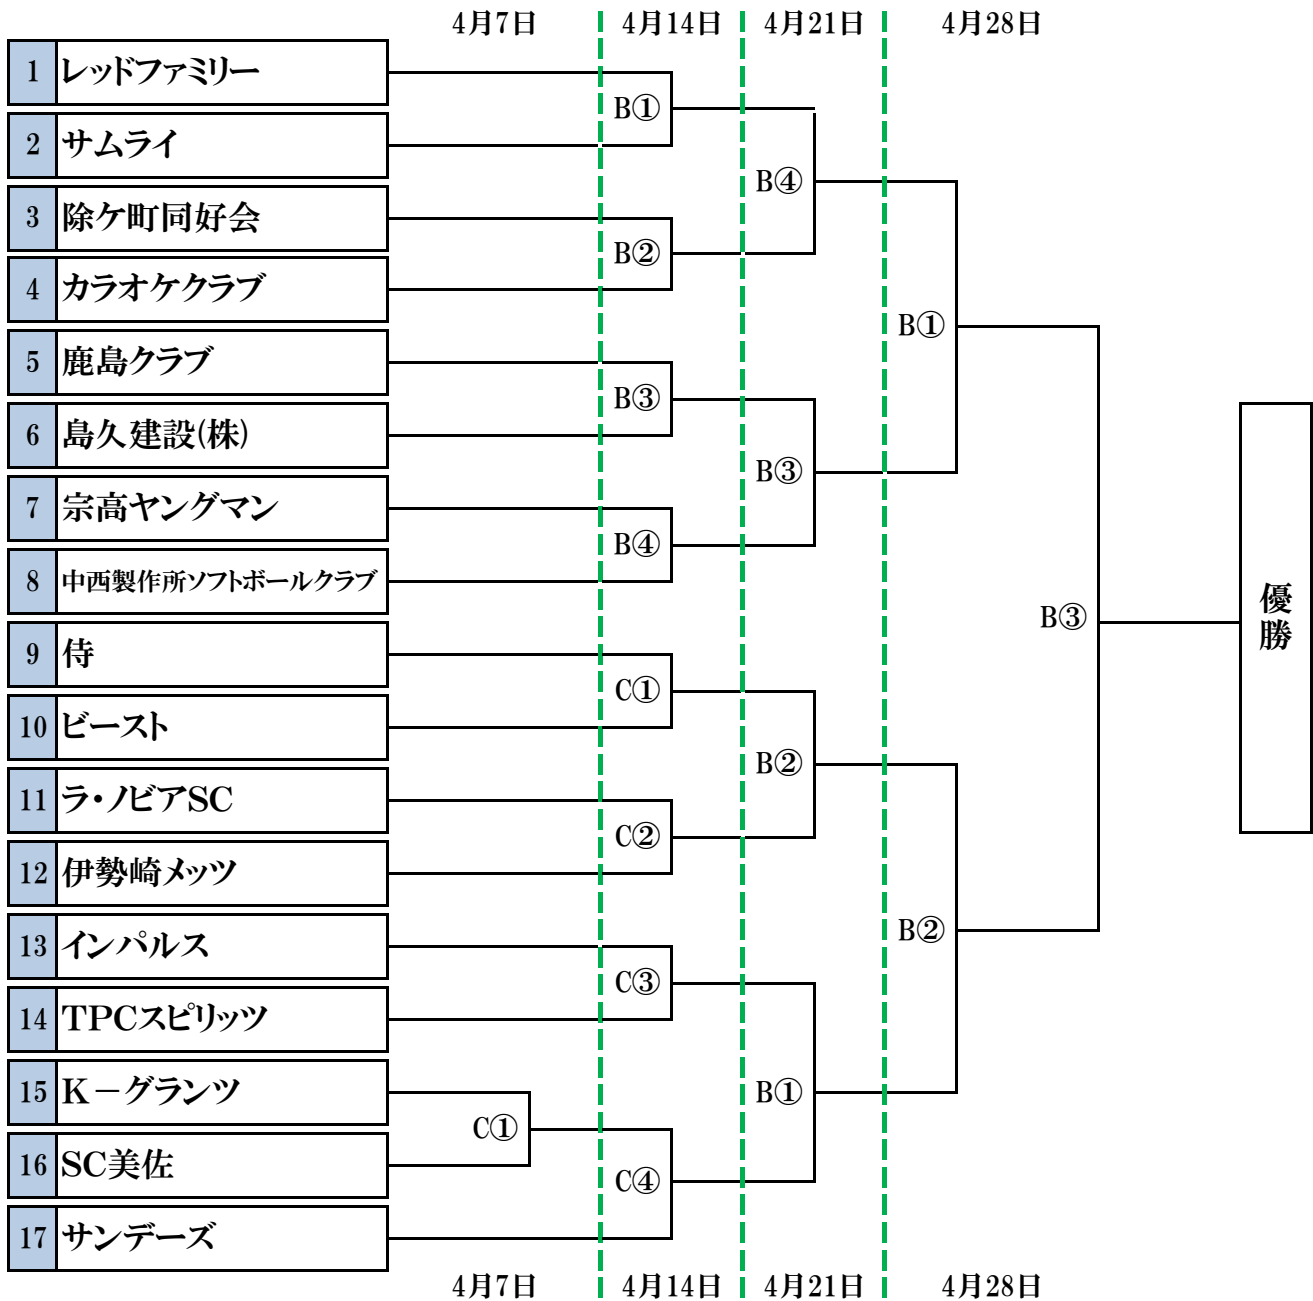 4月7日 4月14日 4月21日 4月28日
1 レッドファミリー
B①
2 サムライ
B④
3 除ケ町同好会
B②
4 カラオケクラブ
B①
5 鹿島クラブ
B③
6 島久建設(株)
B③
7 宗高ヤングマン
B④
8 中西製作所ソフトボールクラブ
B③
優勝
9 侍
C①
10 ビースト
B②
11 ラ・ノビアSC
C②
12 伊勢崎メッツ
B②
13 インパルス
C③
14 TPCスピリッツ
B①
15 K－グランツ
C①
16 SC美佐
C④
17 サンデーズ
4月7日 4月14日 4月21日 4月28日